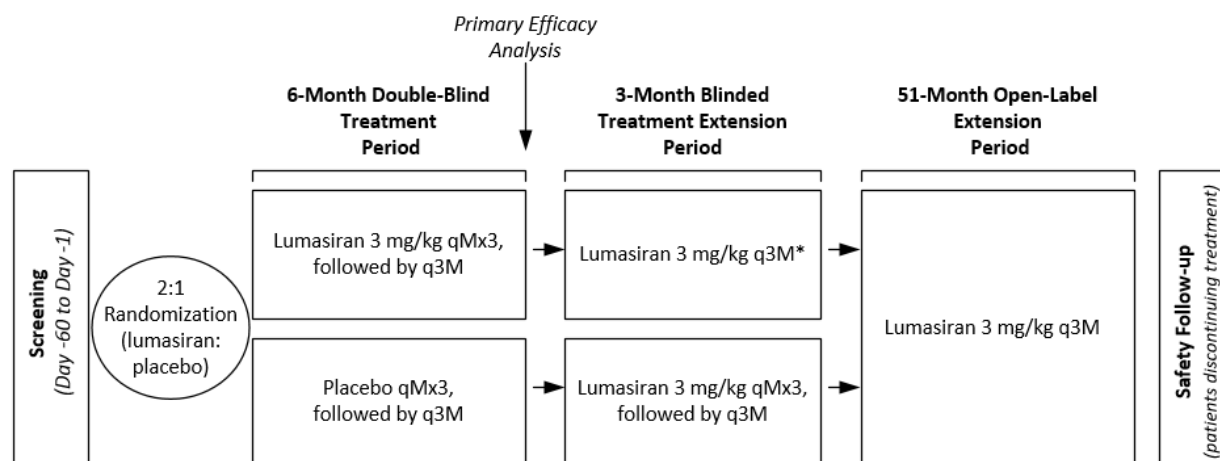 Primary Efficacy
Analysis
6-Month Double-Blind
Treatment
Period
3-Month Blinded
Treatment Extension
Period
51-Month Open-Label
Extension
Period
Screening
(Day -60 to Day -1)
2:1
Randomization
(lumasiran:
placebo)
Lumasiran 3 mg/kg qMx3,
followed by q3M
Lumasiran 3 mg/kg q3M*
Placebo qMx3,
followed by q3M
Lumasiran 3 mg/kg qMx3,
followed by q3M
Lumasiran 3 mg/kg q3M
Safety Follow-up
(patients discontinuing treatment)